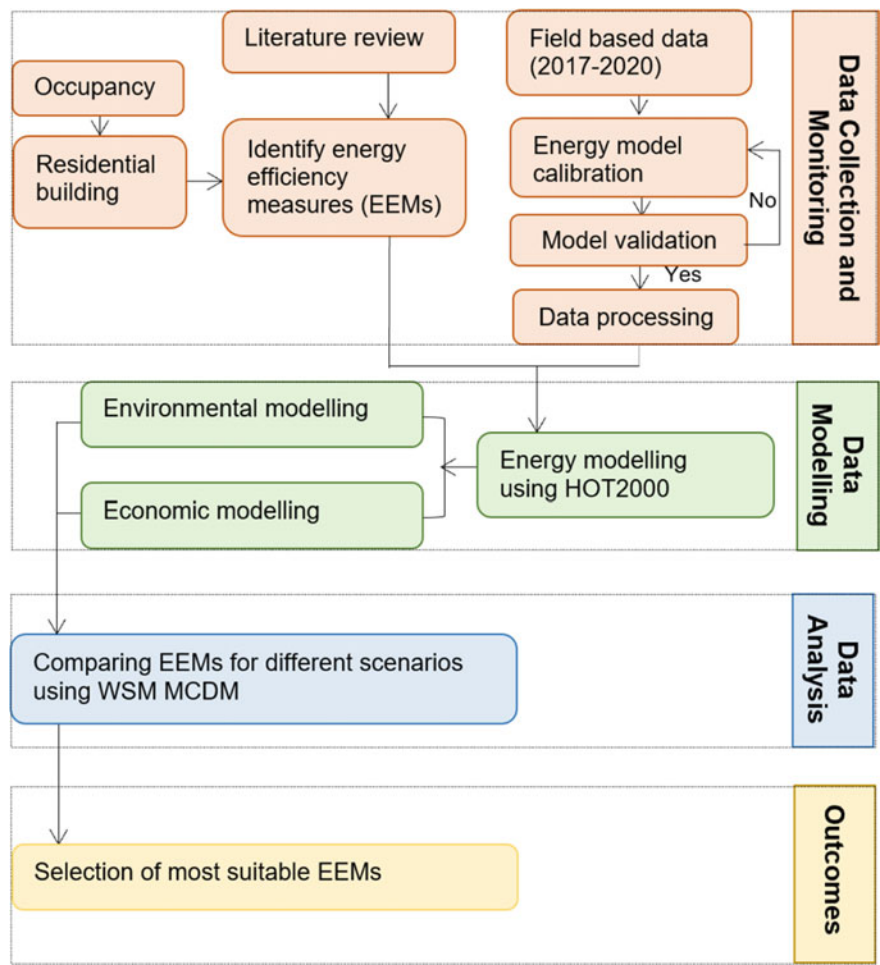 Literature review
Field based data
(2017-2020)
Occupancy
Residential
building
Identify energy
efficiency
measures (EEMs)
Energy model
calibration
No
Model validation
Yes
Data processing
Data Collection and
Monitoring
Environmental modelling
Energy modelling
using HOT2000
Economic modelling
Data
Modelling
Comparing EEMs for different scenarios
using WSM MCDM
Data
Analysis
Selection of most suitable EEMs
Outcomes